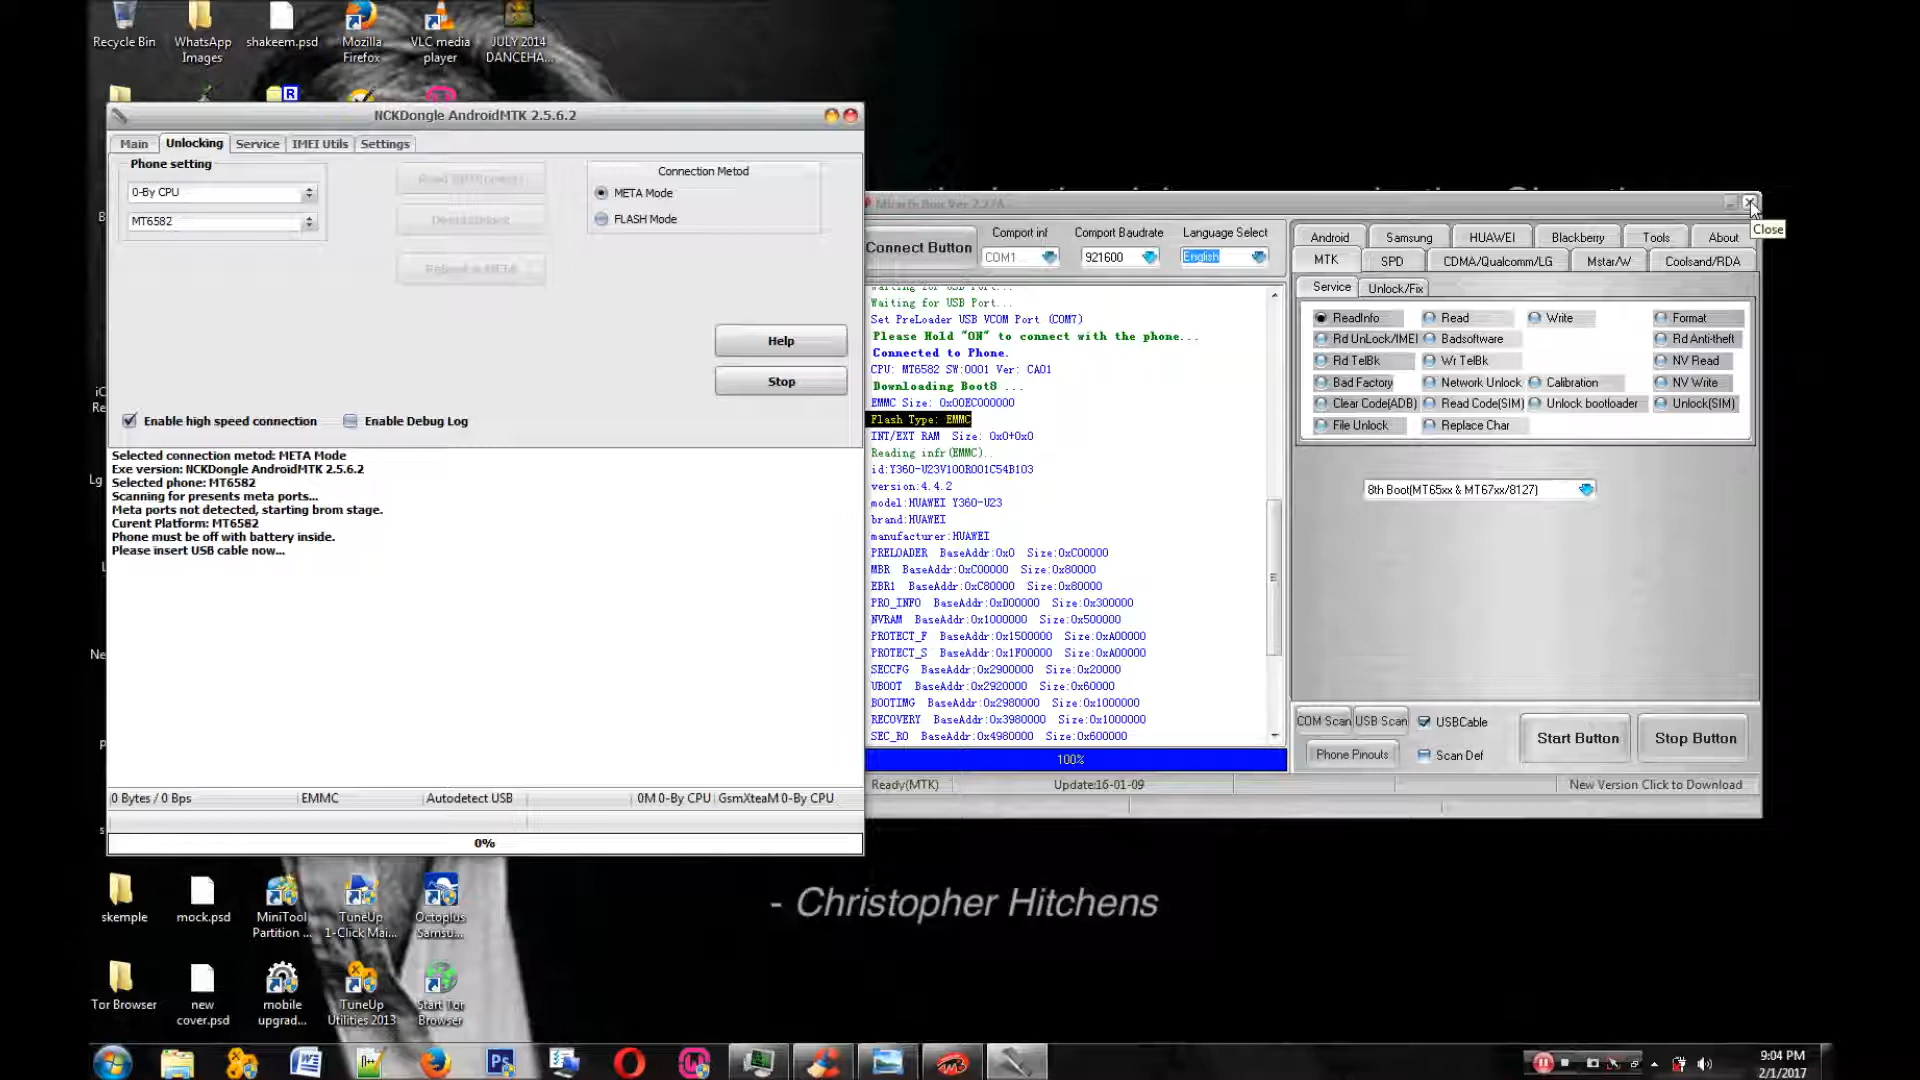 Recycle Bin
WhatsApp Images
shakeem.psd
Mozilla Firefox
VLC media player
JULY 2014 DANCEHA...
NCKDongle AndroidMTK 2.5.6.2
Main
Unlocking
Service
IMEI Utils
Settings
Phone setting
0-By CPU
MT6582
Connection Metod
META Mode
FLASH Mode
Help
Stop
Enable high speed connection
Enable Debug Log
Selected connection metod: META Mode
Exe version: NCKDongle AndroidMTK 2.5.6.2
Selected phone: MT6582
Scanning for presents meta ports...
Meta ports not detected, starting brom stage.
Curent Platform: MT6582
Phone must be off with battery inside.
Please insert USB cable now...
0 Bytes / 0 Bps
EMMC
Autodetect USB
0M 0-By CPU | GsmXteaM 0-By CPU
0%
Close
Connect Button
Comport inf
COM1
Comport Baudrate
921600
Language Select
English
Waiting for USB Port...
Set PreLoader USB VCOM Port (COM7)
Please Hold "ON" to connect with the phone...
Connected to Phone.
CPU: MT6582 SW:0001 Ver: CA01
Downloading Boot8 ...
EMMC Size: 0x00EC000000
Flash Type: EMMC
INT/EXT RAM Size: 0x0+0x0
Reading infr(EMMC)..
id:Y360-U23V100R001C54B103
version:4.4.2
model:HUAWEI Y360-U23
brand:HUAWEI
manufacturer:HUAWEI
PRELOADER BaseAddr:0x0 Size:0xC00000
MBR BaseAddr:0xC00000 Size:0x80000
EBR1 BaseAddr:0xC80000 Size:0x80000
PRO_INFO BaseAddr:0xD00000 Size:0x300000
NVRAM BaseAddr:0x1000000 Size:0x500000
PROTECT_F BaseAddr:0x1500000 Size:0xA00000
PROTECT_S BaseAddr:0x1F00000 Size:0xA00000
SECCFG BaseAddr:0x2900000 Size:0x20000
UBOOT BaseAddr:0x2920000 Size:0x60000
BOOTIMG BaseAddr:0x2980000 Size:0x1000000
RECOVERY BaseAddr:0x3980000 Size:0x1000000
SEC_RO BaseAddr:0x4980000 Size:0x600000
100%
Ready(MTK)
Update:16-01-09
New Version Click to Download
Android
Samsung
HUAWEI
Blackberry
Tools
About
MTK
SPD
CDMA/Qualcomm/LG
Mstar/W
Coolsand/RDA
Service
Unlock/Fix
ReadInfo
Read
Write
Format
Rd UnLock/IMEI
Badsoftware
Rd Anti-theft
Rd TelBk
Wr TelBk
NV Read
Bad Factory
Network Unlock
Calibration
NV Write
Clear Code(ADB)
Read Code(SIM)
Unlock bootloader
Unlock(SIM)
File Unlock
Replace Char
8th Boot(MT65xx & MT67xx/8127)
COM Scan
USB Scan
USBCable
Phone Pinouts
Scan Def
Start Button
Stop Button
- Christopher Hitchens
skemple
mock.psd
MiniTool Partition ...
TuneUp 1-Click Mai...
Octoplus Samsu...
Tor Browser
new cover.psd
mobile upgrad...
TuneUp Utilities 2013
Start Tor Browser
9:04 PM
2/1/2017